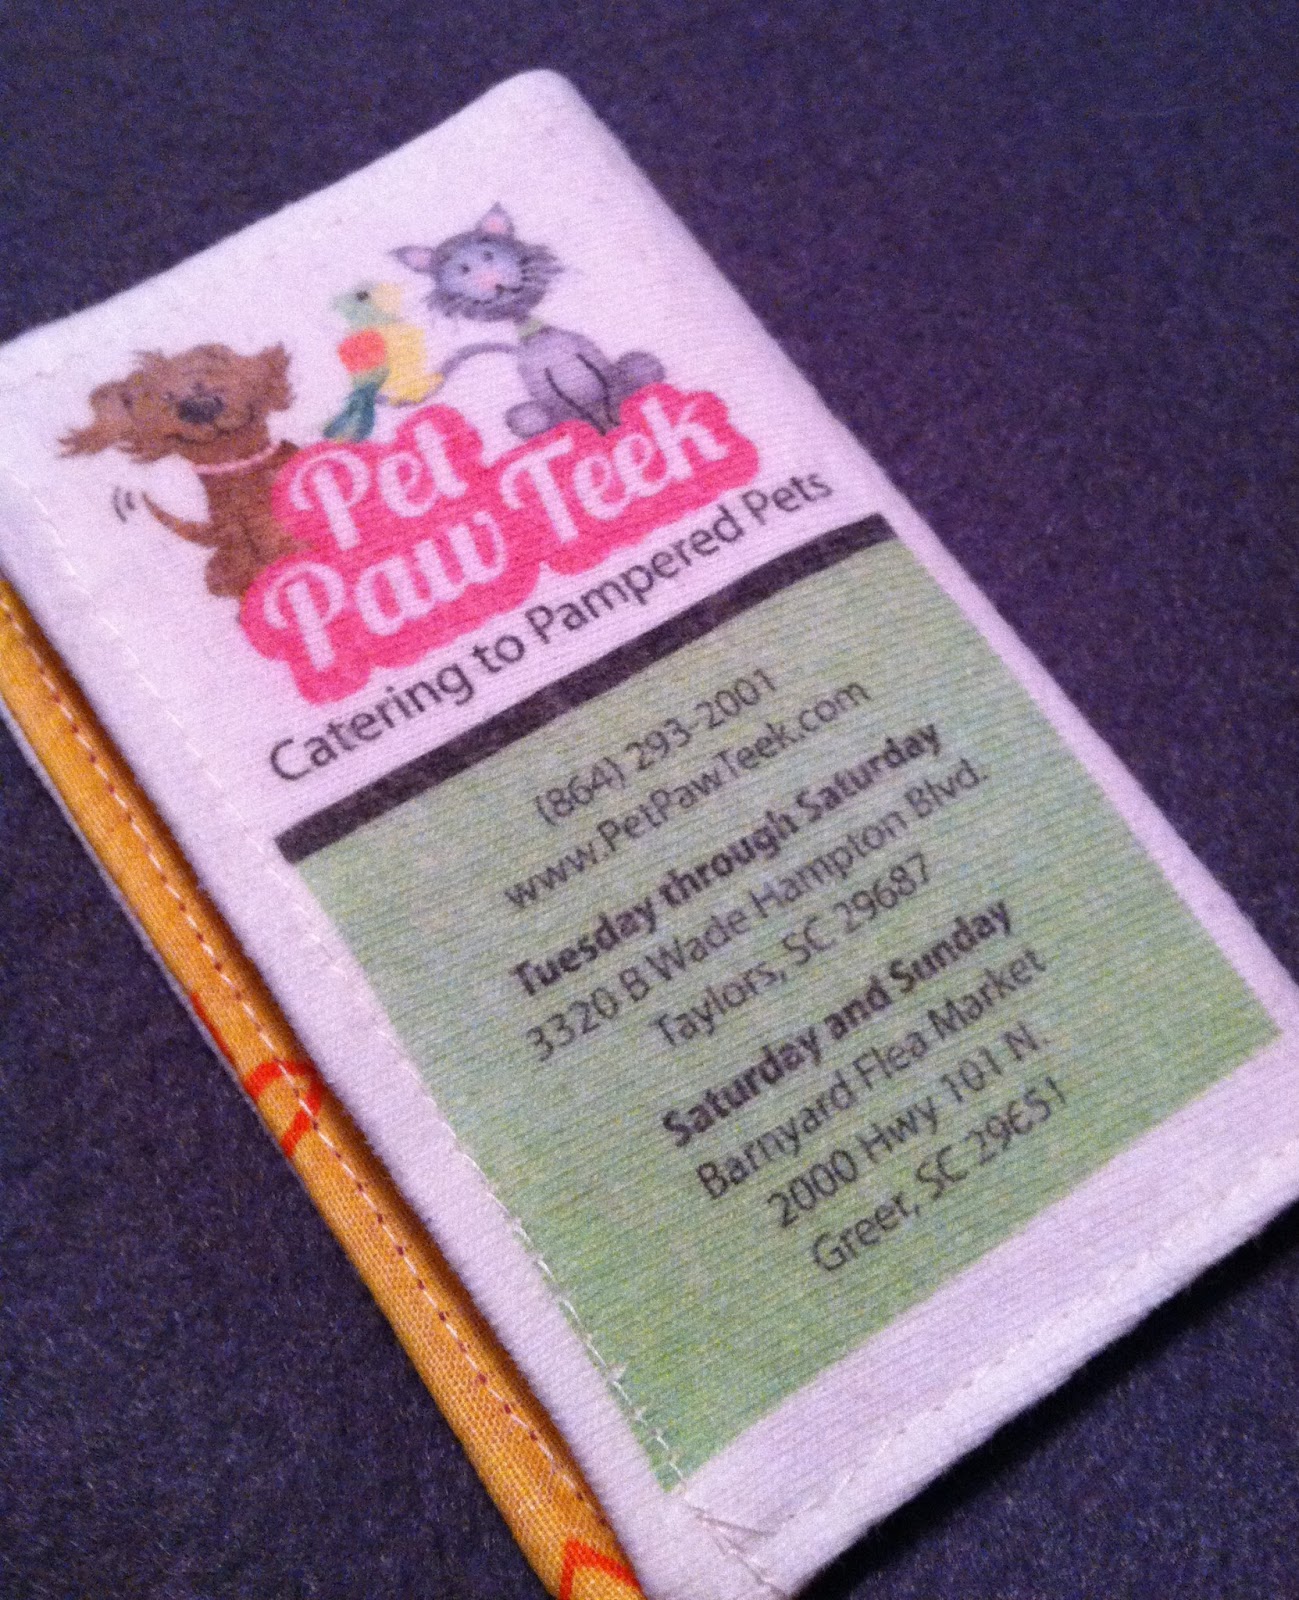 Pet
Paw Teek
Catering to Pampered Pets
(864) 293-2001
www.PetPawTeek.com
Tuesday through Saturday
3320 B Wade Hampton Blvd.
Taylors, SC 29687
Saturday and Sunday
Barnyard Flea Market
2000 Hwy 101 N.
Greer, SC 29651